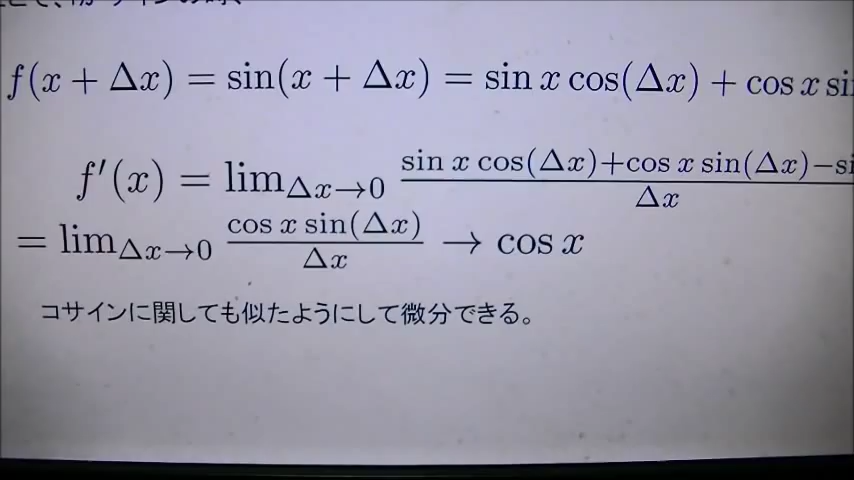 f(x + Δx) = sin(x + Δx) = sin x cos(Δx) + cos x
f′(x) = lim_{Δx→0} \frac{sin x cos(Δx)+cos x sin(Δx)−}{Δx}
= lim_{Δx→0} \frac{cos x sin(Δx)}{Δx} → cos x
コサインに関しても似たようにして微分できる。